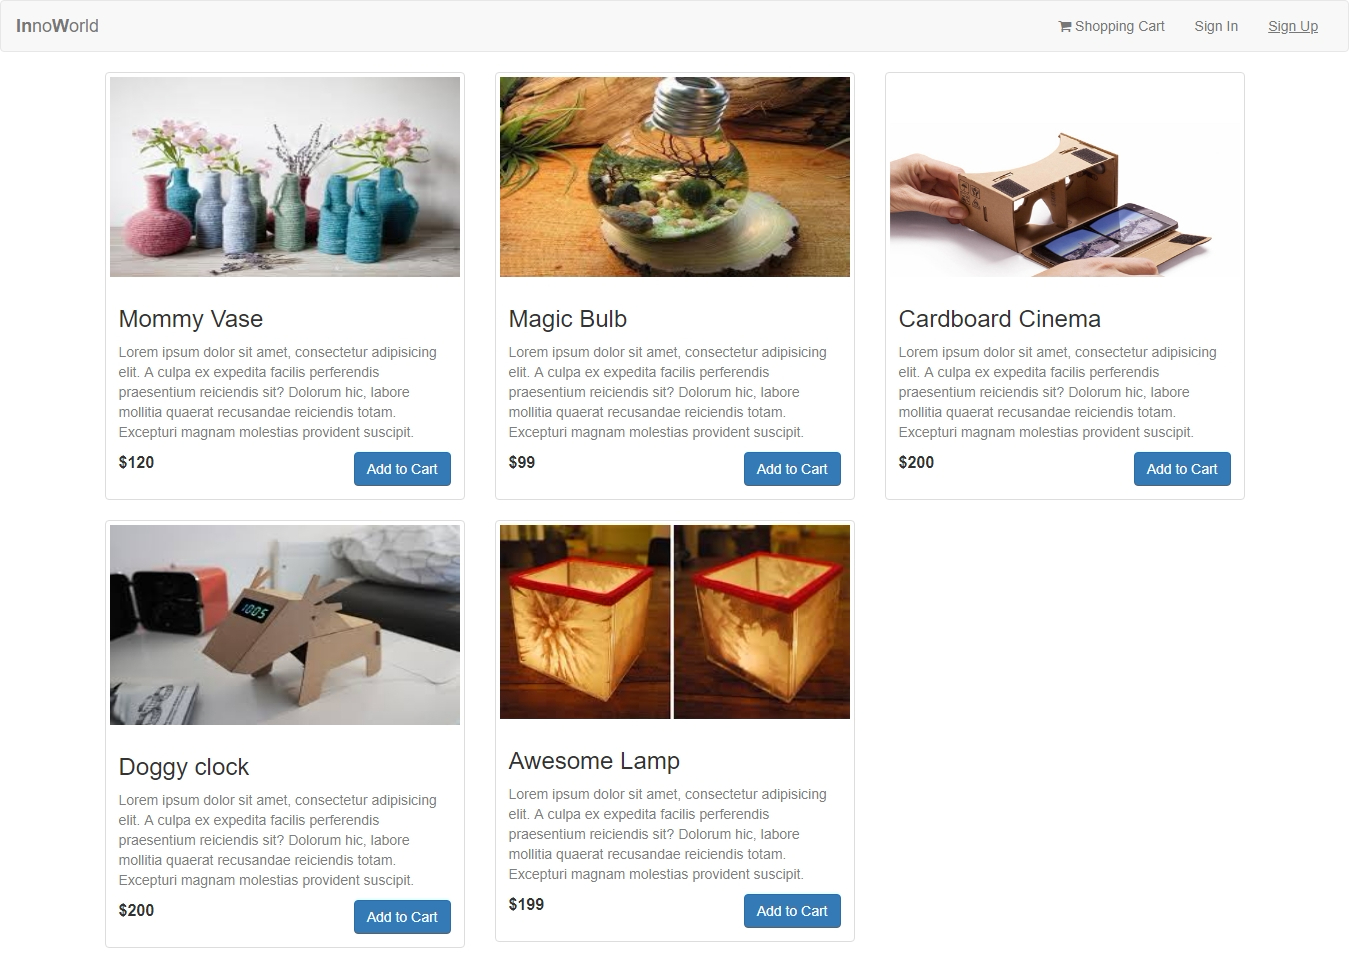 InnoWorld
Shopping Cart
Sign In
Sign Up
Mommy Vase
Lorem ipsum dolor sit amet, consectetur adipisicing
elit. A culpa ex expedita facilis perferendis
praesentium reiciendis sit? Dolorum hic, labore
mollitia quaerat recusandae reiciendis totam.
Excepturi magnam molestias provident suscipit.
$120
Add to Cart
Magic Bulb
Lorem ipsum dolor sit amet, consectetur adipisicing
elit. A culpa ex expedita facilis perferendis
praesentium reiciendis sit? Dolorum hic, labore
mollitia quaerat recusandae reiciendis totam.
Excepturi magnam molestias provident suscipit.
$99
Add to Cart
Cardboard Cinema
Lorem ipsum dolor sit amet, consectetur adipisicing
elit. A culpa ex expedita facilis perferendis
praesentium reiciendis sit? Dolorum hic, labore
mollitia quaerat recusandae reiciendis totam.
Excepturi magnam molestias provident suscipit.
$200
Add to Cart
1005
Doggy clock
Lorem ipsum dolor sit amet, consectetur adipisicing
elit. A culpa ex expedita facilis perferendis
praesentium reiciendis sit? Dolorum hic, labore
mollitia quaerat recusandae reiciendis totam.
Excepturi magnam molestias provident suscipit.
$200
Add to Cart
Awesome Lamp
Lorem ipsum dolor sit amet, consectetur adipisicing
elit. A culpa ex expedita facilis perferendis
praesentium reiciendis sit? Dolorum hic, labore
mollitia quaerat recusandae reiciendis totam.
Excepturi magnam molestias provident suscipit.
$199
Add to Cart